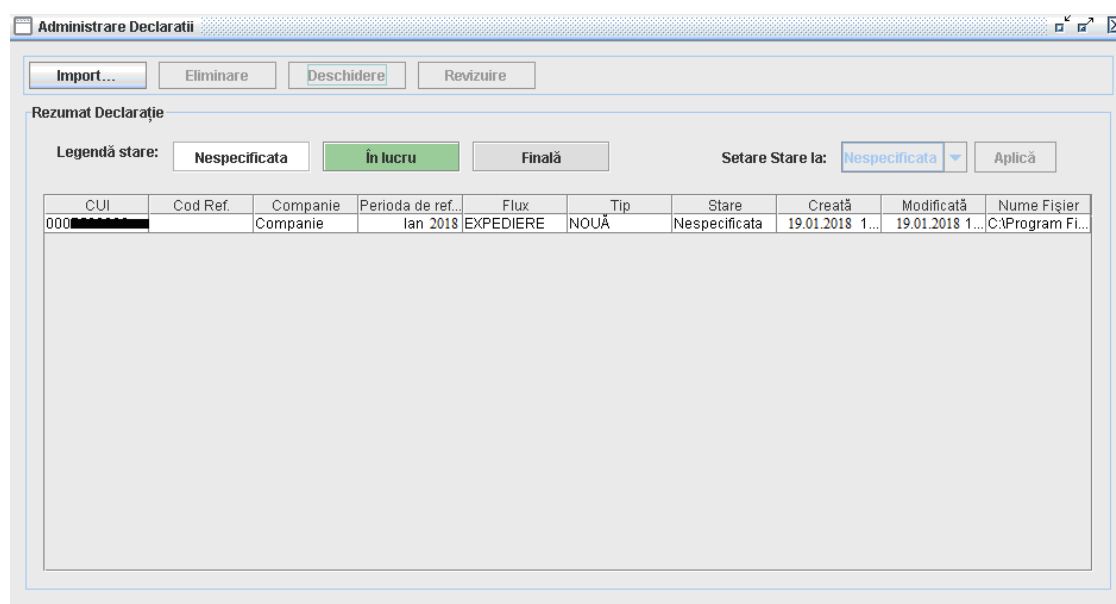 Administrare Declaratii
Import... Eliminare Deschidere Revizuire
Rezumat Declarație
Legendă stare: Nespecificata În lucru Finală Setare Stare la: Nespecificata Aplică
CUI Cod Ref. Companie Perioda de ref... Flux Tip Stare Creată Modificată Nume Fișier
000 Companie Ian 2018 EXPEDIERE NOUĂ Nespecificata 19.01.2018 1... 19.01.2018 1... C:\Program Fi...